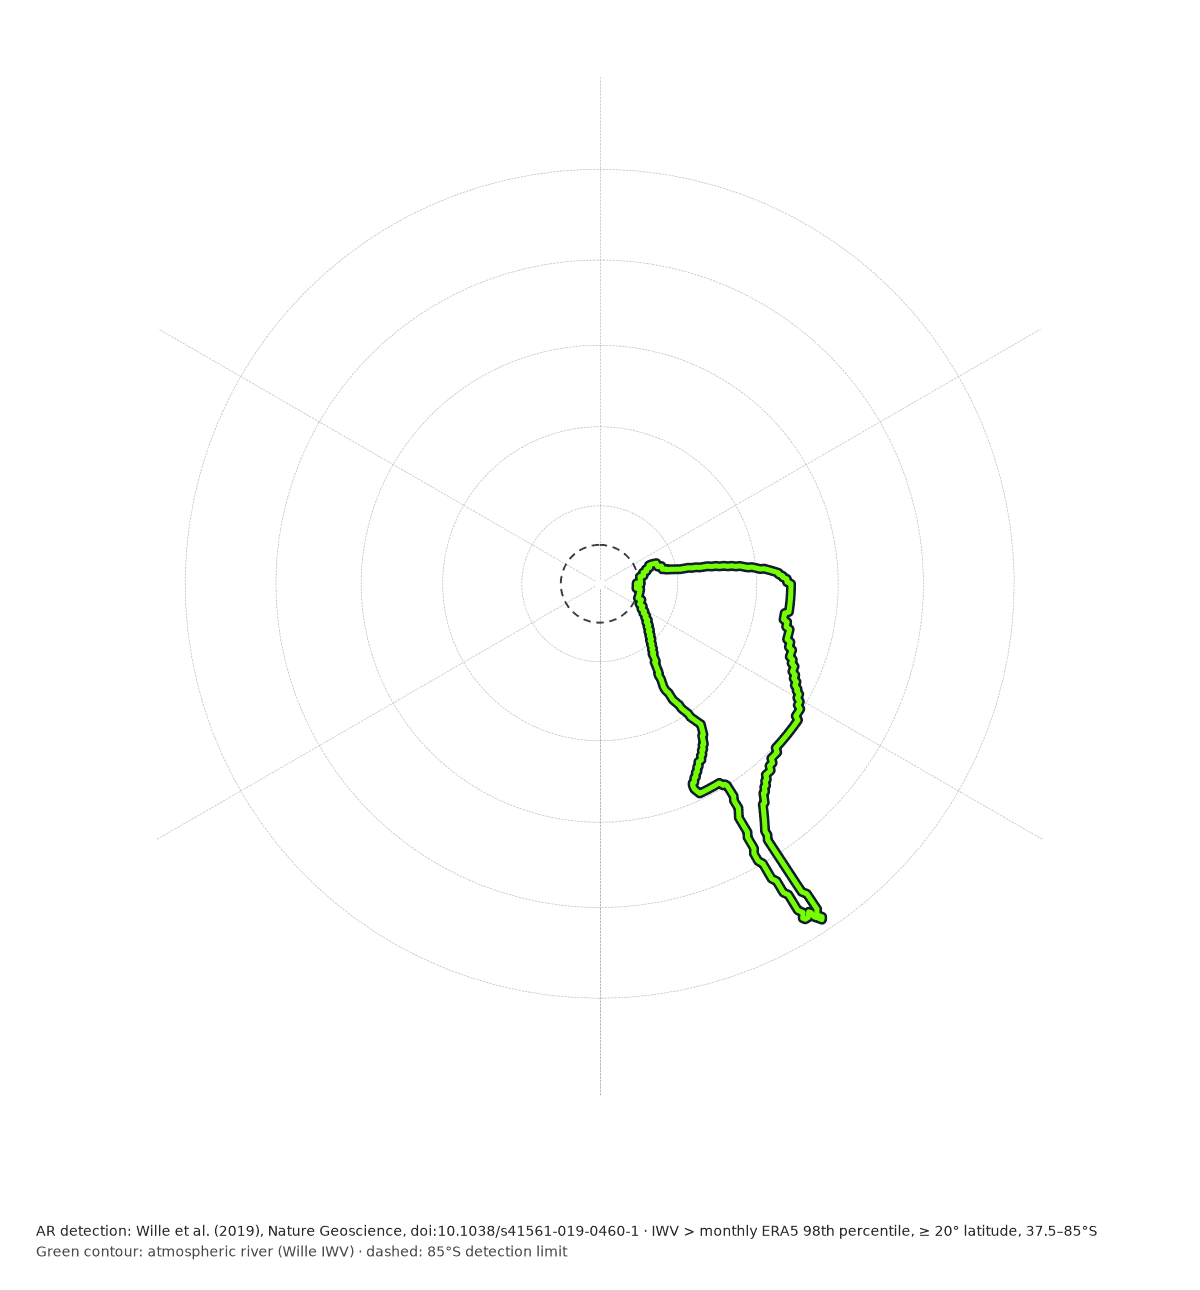 AR detection: Wille et al. (2019), Nature Geoscience, doi:10.1038/s41561-019-0460-1 · IWV > monthly ERA5 98th percentile, ≥ 20° latitude, 37.5–85°S
Green contour: atmospheric river (Wille IWV) · dashed: 85°S detection limit